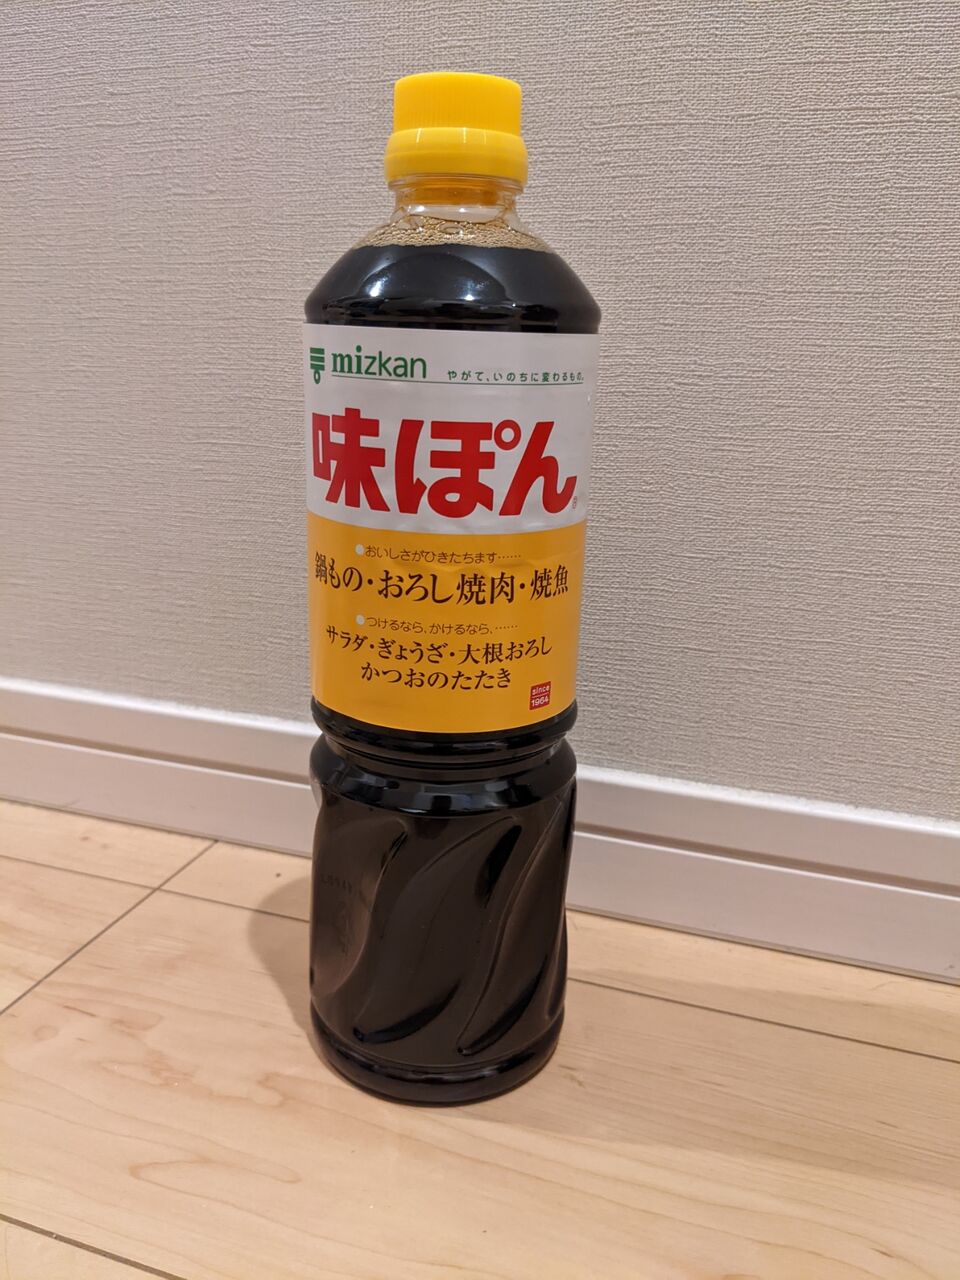 mizkan
やがて、いのちに変わるもの。
味ぽん®
●おいしさがひきたちます……
鍋もの・おろし焼肉・焼魚
●つけるなら、かけるなら、……
サラダ・ぎょうざ・大根おろし
かつおのたたき
since
1964